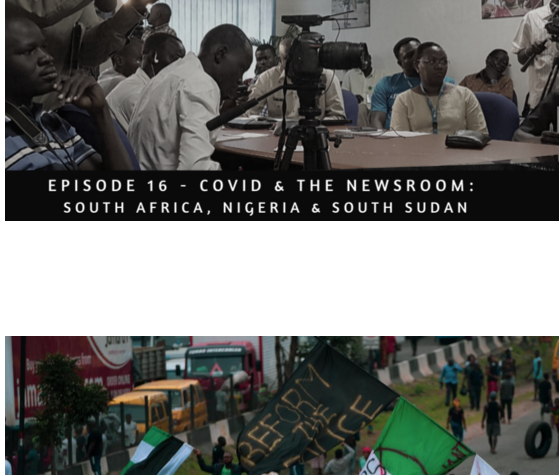 EPISODE 16 - COVID & THE NEWSROOM:
SOUTH AFRICA, NIGERIA & SOUTH SUDAN
REFORM
THE